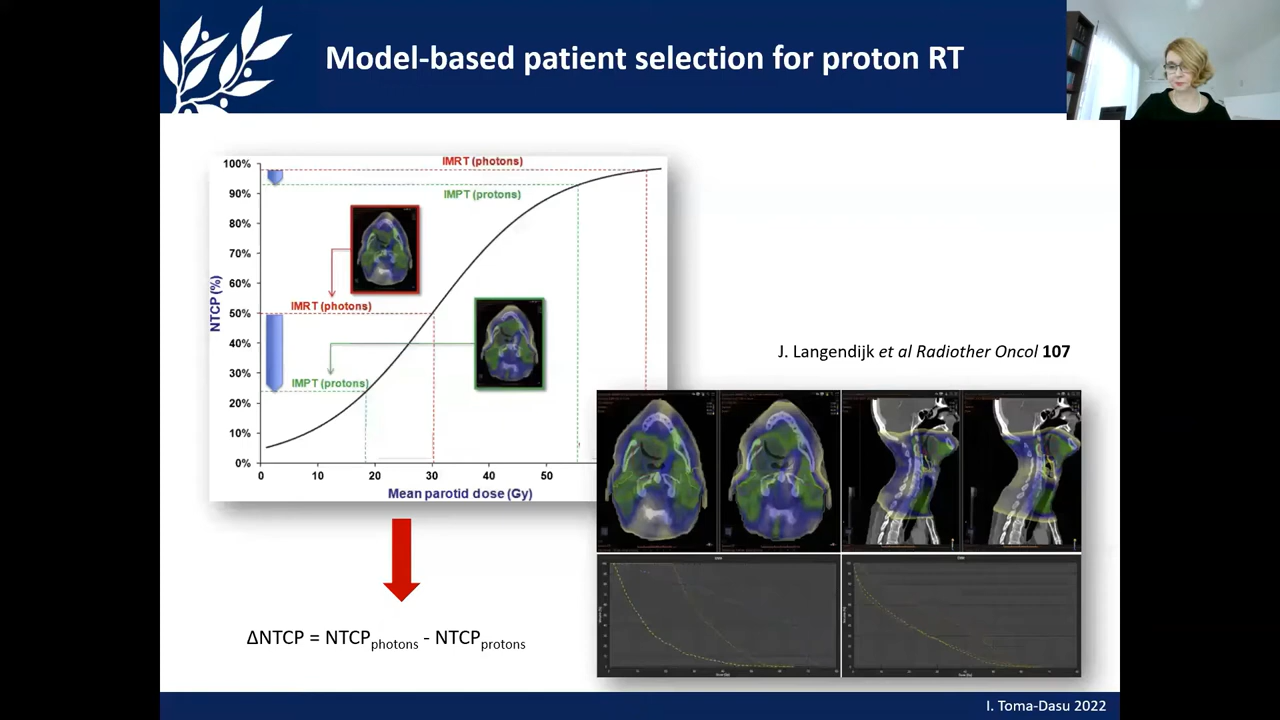 Model-based patient selection for proton RT
100%
90%
80%
70%
60%
50%
40%
30%
20%
10%
0%
NTCP (%)
IMRT (photons)
IMPT (protons)
IMRT (photons)
IMPT (protons)
0
10
20
30
40
50
Mean parotid dose (Gy)
J. Langendijk et al Radiother Oncol 107
ΔNTCP = NTCPphotons - NTCPprotons
I. Toma-Dasu 2022